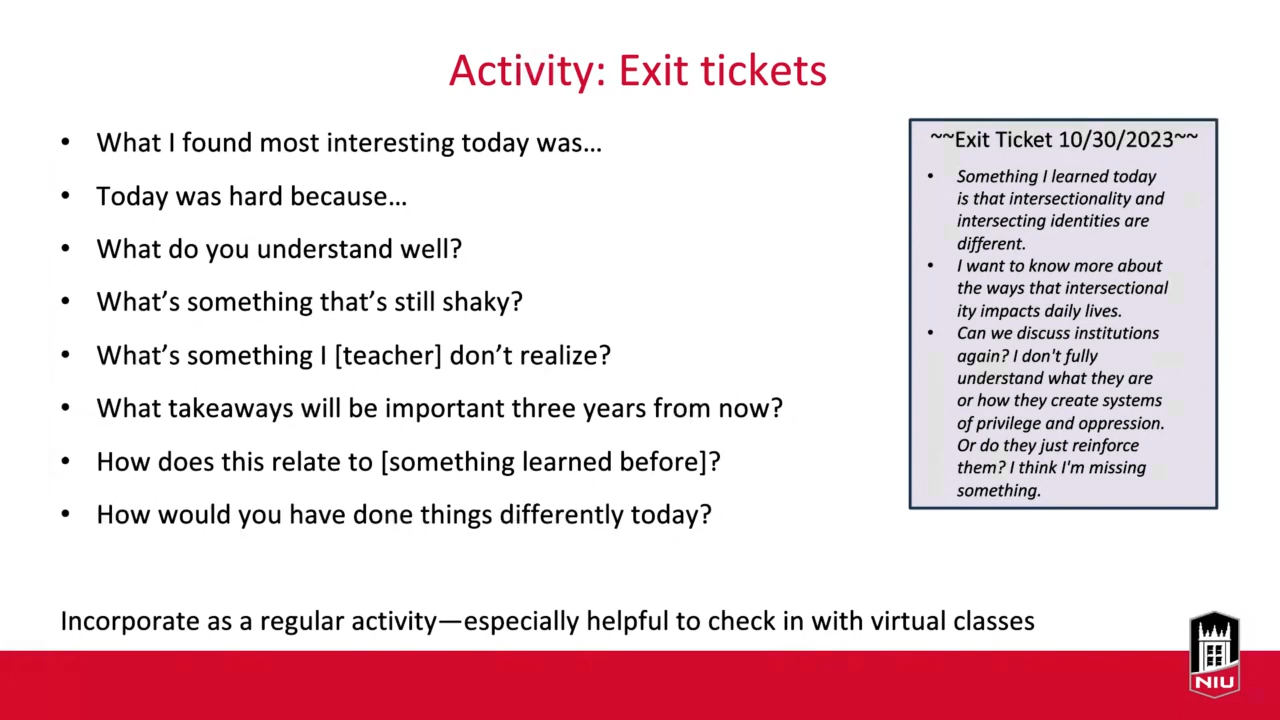 Activity: Exit tickets
• What I found most interesting today was…
• Today was hard because…
• What do you understand well?
• What’s something that’s still shaky?
• What’s something I [teacher] don’t realize?
• What takeaways will be important three years from now?
• How does this relate to [something learned before]?
• How would you have done things differently today?
~~Exit Ticket 10/30/2023~~
• Something I learned today
is that intersectionality and
intersecting identities are
different.
• I want to know more about
the ways that intersectional
ity impacts daily lives.
• Can we discuss institutions
again? I don't fully
understand what they are
or how they create systems
of privilege and oppression.
Or do they just reinforce
them? I think I'm missing
something.
Incorporate as a regular activity—especially helpful to check in with virtual classes
NIU